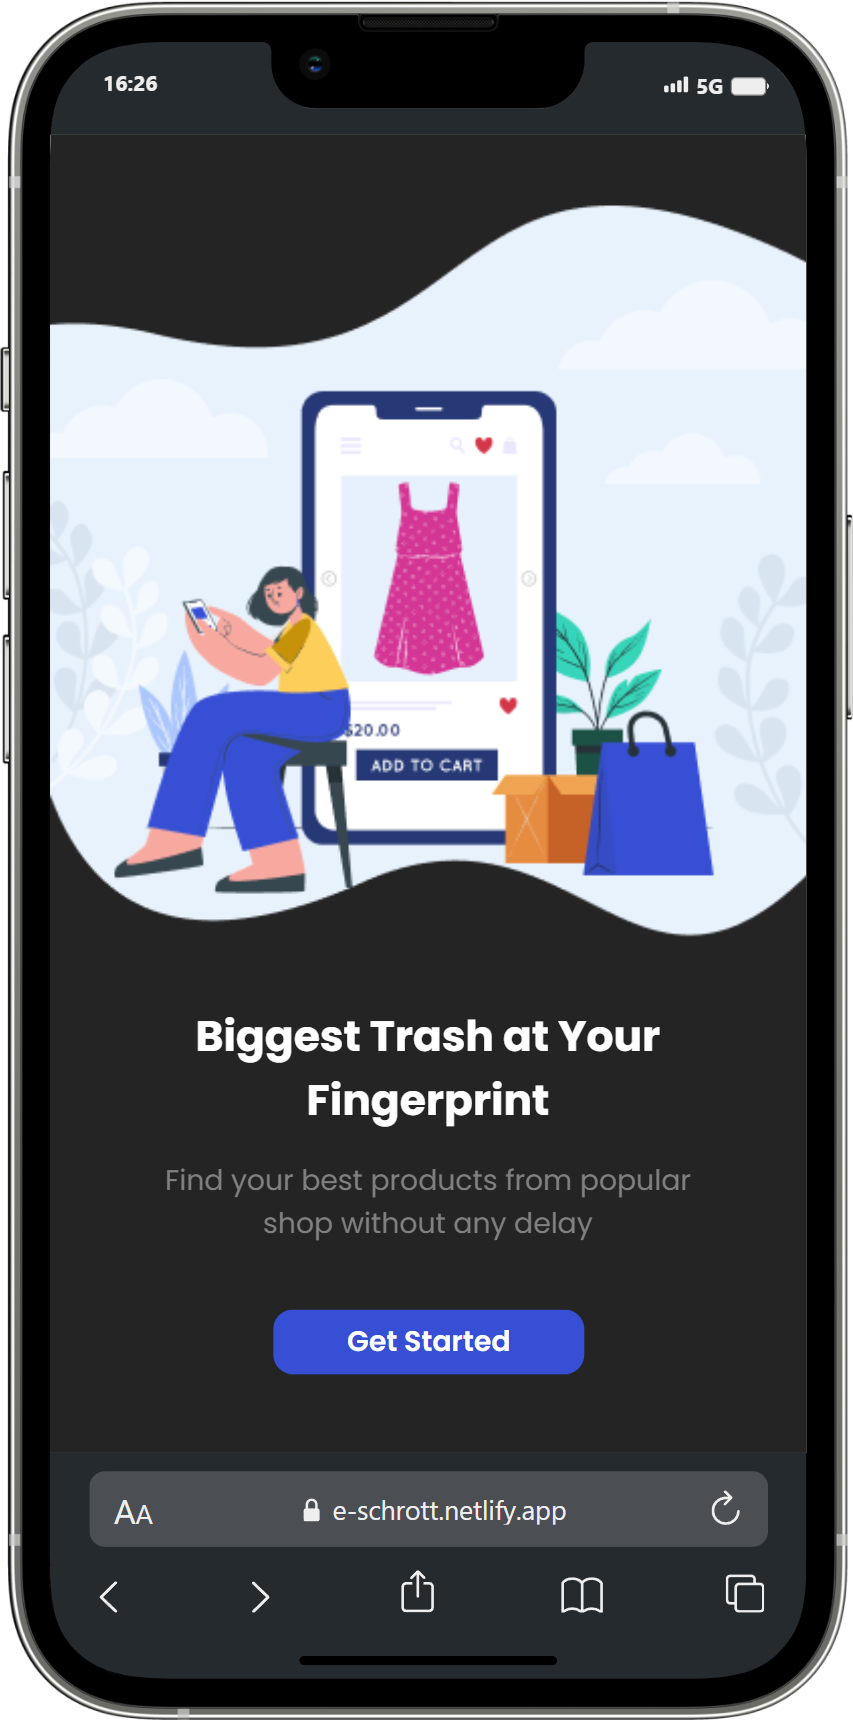 16:26
5G
$20.00
ADD TO CART
Biggest Trash at Your
Fingerprint
Find your best products from popular
shop without any delay
Get Started
AA
e-schrott.netlify.app